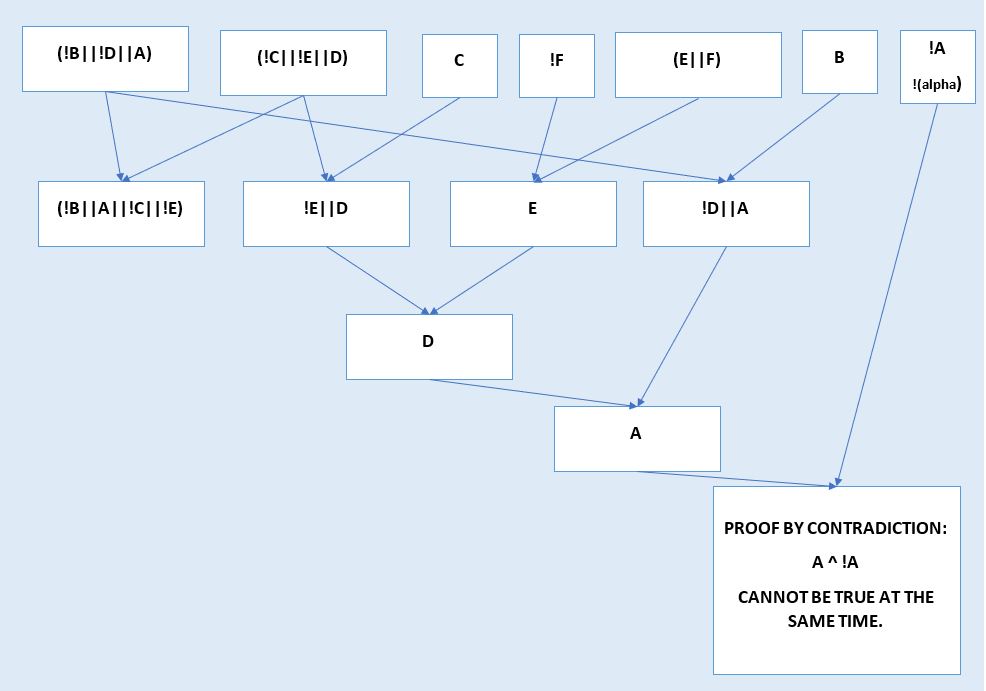 (!B||!D||A)
(!C||!E||D)
C
!F
(E||F)
B
!A
!(alpha)
(!B||A||!C||!E)
!E||D
E
!D||A
D
A
PROOF BY CONTRADICTION:
A ^ !A
CANNOT BE TRUE AT THE
SAME TIME.